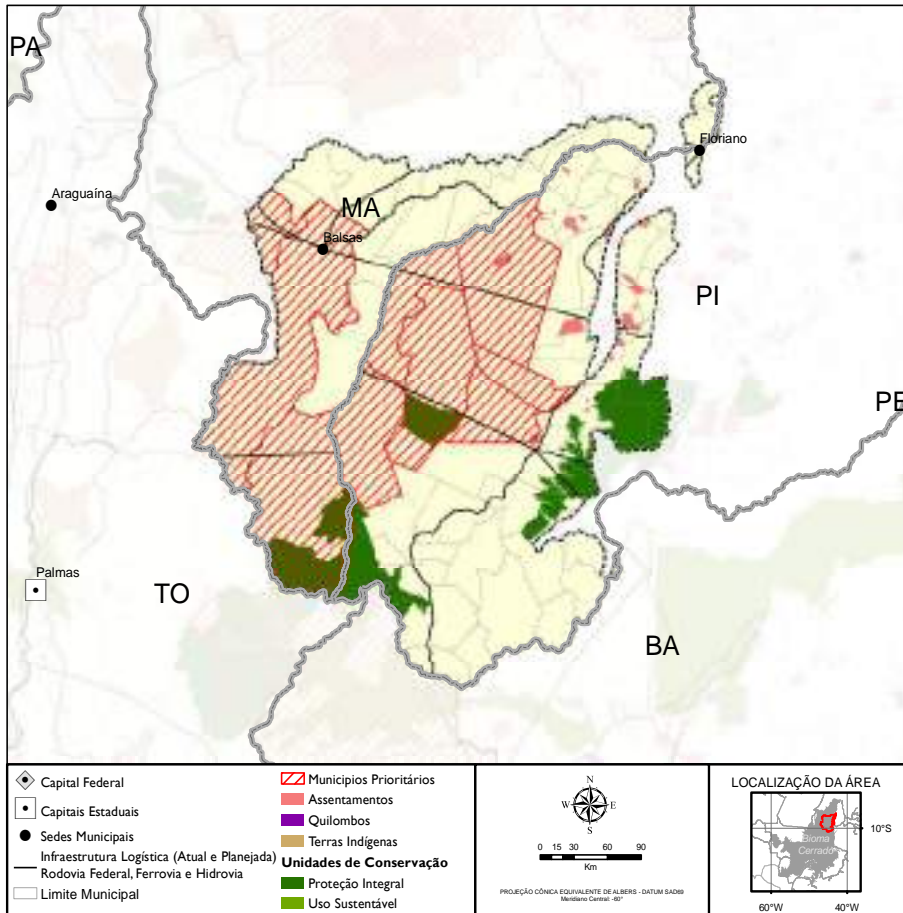 PA
Floriano
Araguaína
MA
Balsas
PI
PE
Palmas
TO
BA
Capital Federal
Capitais Estaduais
Sedes Municipais
Infraestrutura Logística (Atual e Planejada)
Rodovia Federal, Ferrovia e Hidrovia
Limite Municipal
Municipios Prioritários
Assentamentos
Quilombos
Terras Indígenas
Unidades de Conservação
Proteção Integral
Uso Sustentável
N
W E
S
0 15 30 60 90
Km
PROJEÇÃO CÔNICA EQUIVALENTE DE ALBERS - DATUM SAD69
Meridiano Central: -60°
LOCALIZAÇÃO DA ÁREA
Bioma
Cerrado
10°S
60°W 40°W